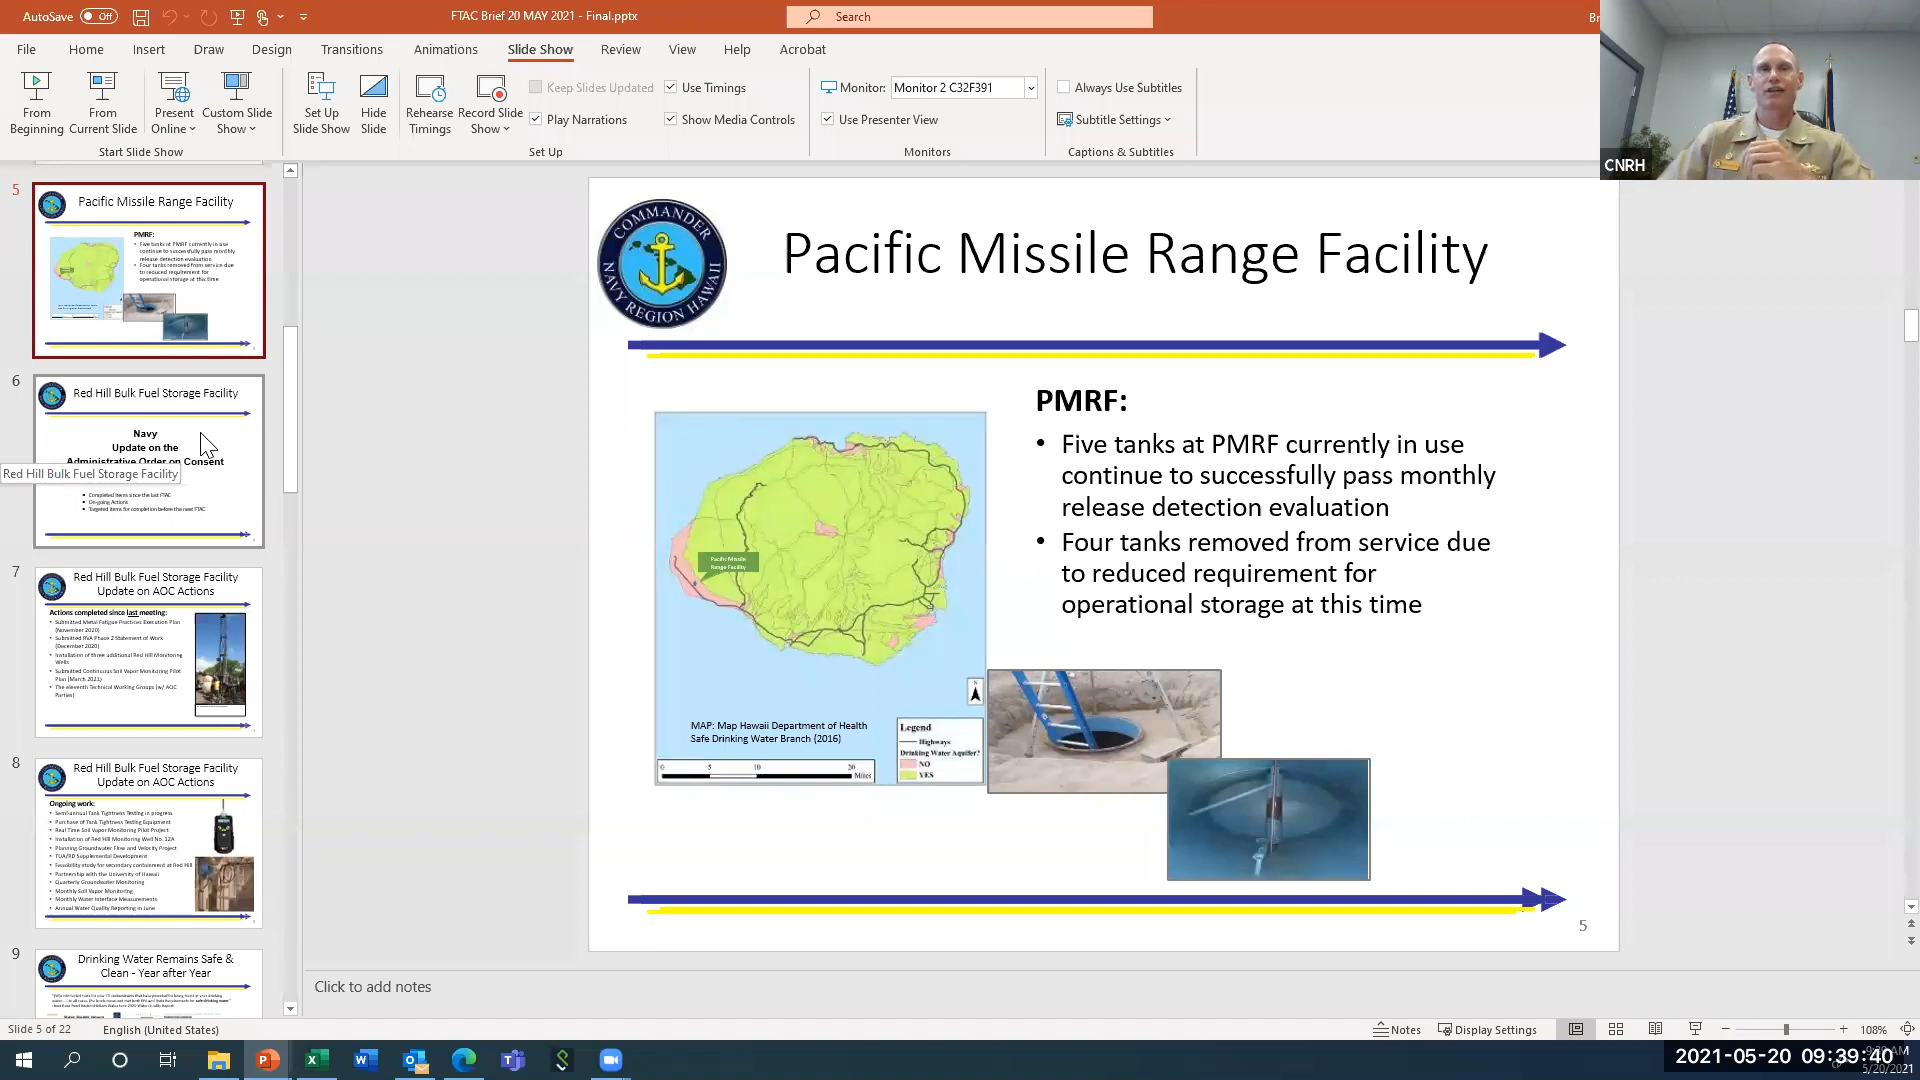 AutoSave Off
FTAC Brief 20 MAY 2021 - Final.pptx
Search
Br
File Home Insert Draw Design Transitions Animations Slide Show Review View Help Acrobat
From Beginning
From Current Slide
Present Online
Custom Slide Show
Start Slide Show
Set Up Slide Show
Hide Slide
Rehearse Timings
Record Slide Show
Keep Slides Updated
Play Narrations
Use Timings
Show Media Controls
Set Up
Monitor: Monitor 2 C32F391
Use Presenter View
Monitors
Always Use Subtitles
Subtitle Settings
Captions & Subtitles
CNRH
5
Pacific Missile Range Facility
PMRF:
• Five tanks at PMRF currently in use
continue to successfully pass monthly
release detection evaluation
• Four tanks removed from service due
to reduced requirement for
operational storage at this time
6
Red Hill Bulk Fuel Storage Facility
Navy
Update on the
Administrative Order on Consent
Red Hill Bulk Fuel Storage Facility
• Completed Items since the last FTAC
• On-going Actions
• Targeted items for completion before the next FTAC
7
Red Hill Bulk Fuel Storage Facility
Update on AOC Actions
Actions completed since last meeting:
• Submitted Metal Fatigue Practices Execution Plan
(November 2020)
• Submitted RVA Phase 2 Statement of Work
(December 2020)
• Installation of three additional Red Hill Monitoring
Wells
• Submitted Continuous Soil Vapor Monitoring Pilot
Plan (March 2021)
• The eleventh Technical Working Groups (w/ AOC
Parties)
8
Red Hill Bulk Fuel Storage Facility
Update on AOC Actions
Ongoing work:
• Semi-annual Tank Tightness Testing in progress
• Purchase of Tank Tightness Testing Equipment
• Real Time Soil Vapor Monitoring Pilot Project
• Installation of Red Hill Monitoring Well No. 12A
• Planning Groundwater Flow and Velocity Project
• TUA/RD Supplemental Development
• Feasibility study for secondary containment at Red Hill
• Partnership with the University of Hawaii
• Quarterly Groundwater Monitoring
• Monthly Soil Vapor Monitoring
• Monthly Water Interface Measurements
• Annual Water Quality Reporting in June
9
Drinking Water Remains Safe &
Clean - Year after Year
COMMANDER
NAVY REGION HAWAII
Pacific Missile Range Facility
PMRF:
• Five tanks at PMRF currently in use
continue to successfully pass monthly
release detection evaluation
• Four tanks removed from service due
to reduced requirement for
operational storage at this time
Pacific Missile
Range Facility
N
MAP: Map Hawaii Department of Health
Safe Drinking Water Branch (2016)
Legend
Highways
Drinking Water Aquifer?
NO
YES
0 5 10 20
Miles
5
Click to add notes
Slide 5 of 22 English (United States)
Notes Display Settings 108%
2021-05-20 09:39:40
5/20/2021